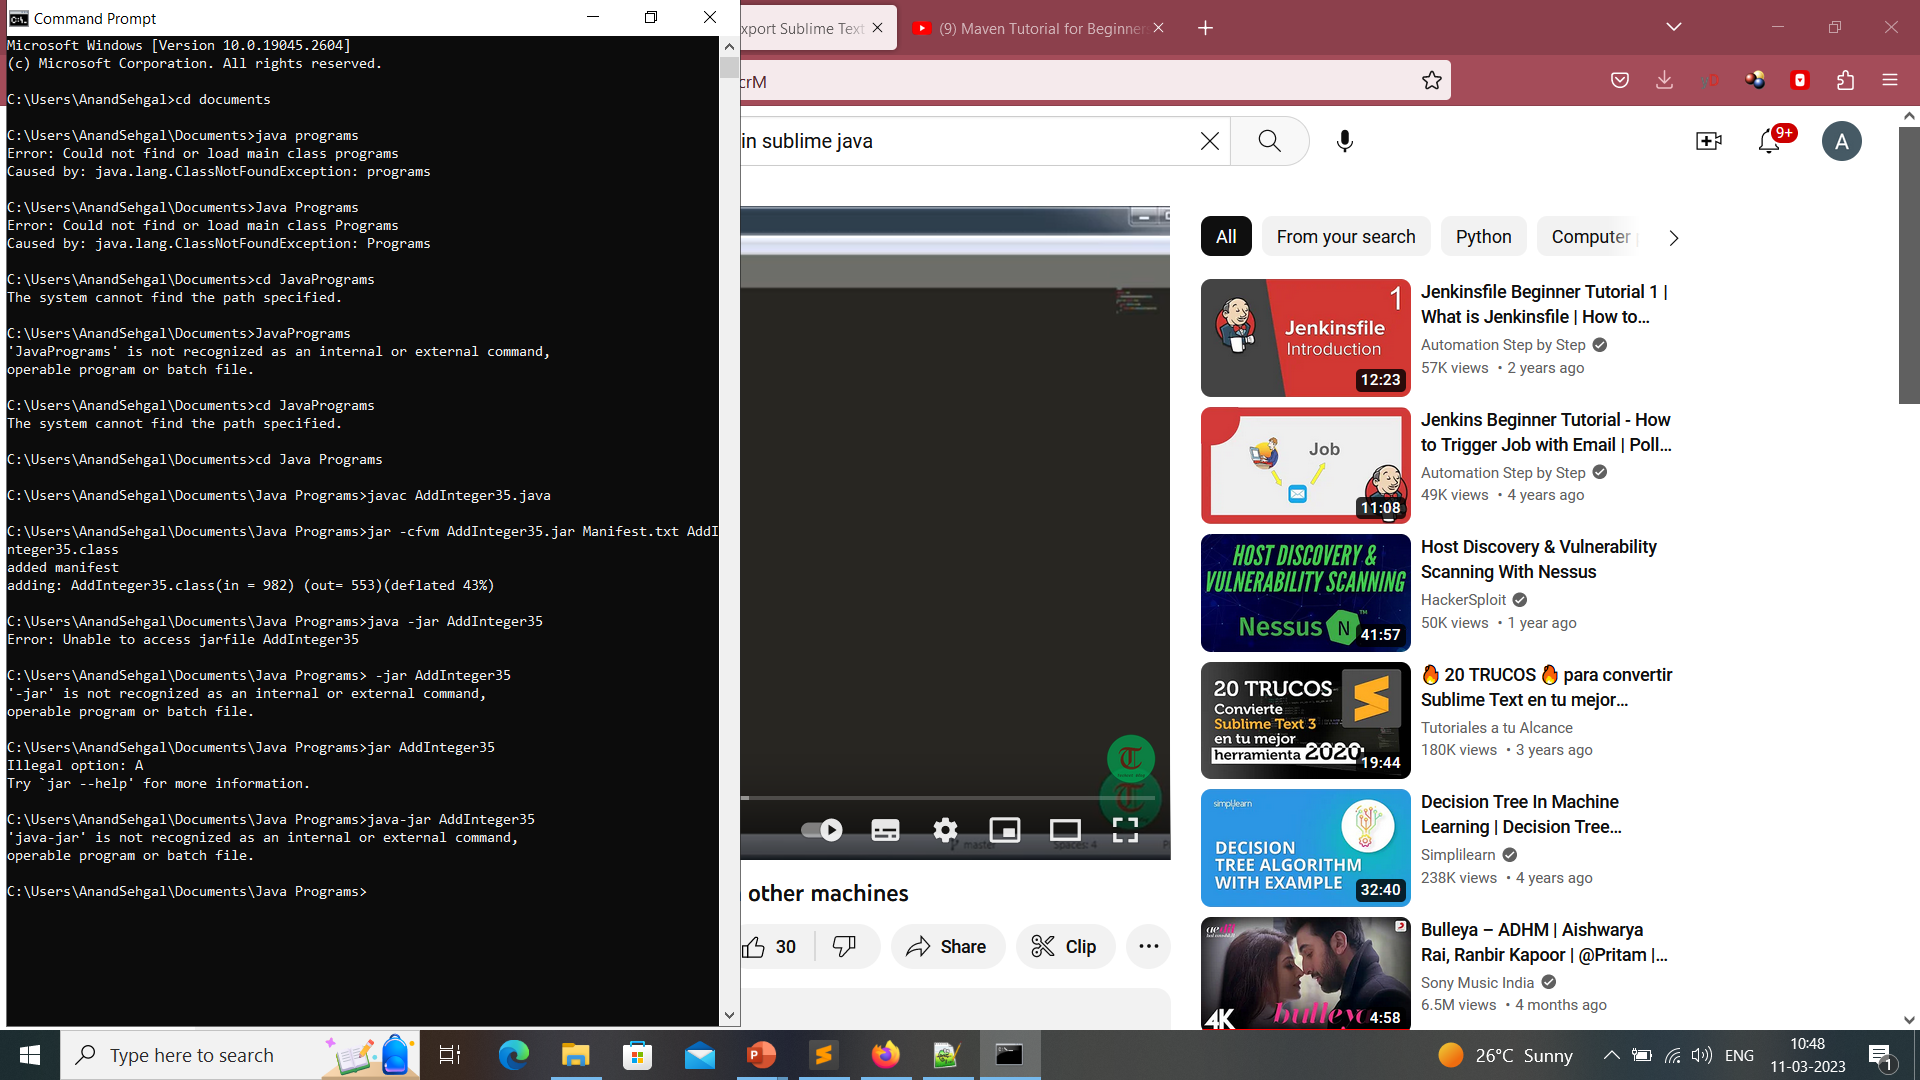 Command Prompt
Microsoft Windows [Version 10.0.19045.2604]
(c) Microsoft Corporation. All rights reserved.
C:\Users\AnandSehgal>cd documents
C:\Users\AnandSehgal\Documents>java programs
Error: Could not find or load main class programs
Caused by: java.lang.ClassNotFoundException: programs
C:\Users\AnandSehgal\Documents>Java Programs
Error: Could not find or load main class Programs
Caused by: java.lang.ClassNotFoundException: Programs
C:\Users\AnandSehgal\Documents>cd JavaPrograms
The system cannot find the path specified.
C:\Users\AnandSehgal\Documents>JavaPrograms
'JavaPrograms' is not recognized as an internal or external command,
operable program or batch file.
C:\Users\AnandSehgal\Documents>cd JavaPrograms
The system cannot find the path specified.
C:\Users\AnandSehgal\Documents>cd Java Programs
C:\Users\AnandSehgal\Documents\Java Programs>javac AddInteger35.java
C:\Users\AnandSehgal\Documents\Java Programs>jar -cfvm AddInteger35.jar Manifest.txt AddI
nteger35.class
added manifest
adding: AddInteger35.class(in = 982) (out= 553)(deflated 43%)
C:\Users\AnandSehgal\Documents\Java Programs>java -jar AddInteger35
Error: Unable to access jarfile AddInteger35
C:\Users\AnandSehgal\Documents\Java Programs> -jar AddInteger35
'-jar' is not recognized as an internal or external command,
operable program or batch file.
C:\Users\AnandSehgal\Documents\Java Programs>jar AddInteger35
Illegal option: A
Try `jar --help' for more information.
C:\Users\AnandSehgal\Documents\Java Programs>java-jar AddInteger35
'java-jar' is not recognized as an internal or external command,
operable program or batch file.
C:\Users\AnandSehgal\Documents\Java Programs>
xport Sublime Text
(9) Maven Tutorial for Beginner
crM
in sublime java
9+
A
master
Spaces: 4
other machines
30
Share
Clip
All
From your search
Python
Computer
1
Jenkinsfile
Introduction
12:23
Jenkinsfile Beginner Tutorial 1 |
What is Jenkinsfile | How to...
Automation Step by Step
57K views • 2 years ago
Job
11:08
Jenkins Beginner Tutorial - How
to Trigger Job with Email | Poll...
Automation Step by Step
49K views • 4 years ago
HOST DISCOVERY &
VULNERABILITY SCANNING
Nessus N
41:57
Host Discovery & Vulnerability
Scanning With Nessus
HackerSploit
50K views • 1 year ago
20 TRUCOS
Convierte
Sublime Text 3
en tu mejor
herramienta 2020
19:44
🔥 20 TRUCOS 🔥 para convertir
Sublime Text en tu mejor...
Tutoriales a tu Alcance
180K views • 3 years ago
simplilearn
DECISION
TREE ALGORITHM
WITH EXAMPLE
32:40
Decision Tree In Machine
Learning | Decision Tree...
Simplilearn
238K views • 4 years ago
4K
bulleya
4:58
Bulleya – ADHM | Aishwarya
Rai, Ranbir Kapoor | @Pritam |...
Sony Music India
6.5M views • 4 months ago
Type here to search
26°C Sunny
ENG
10:48
11-03-2023
1